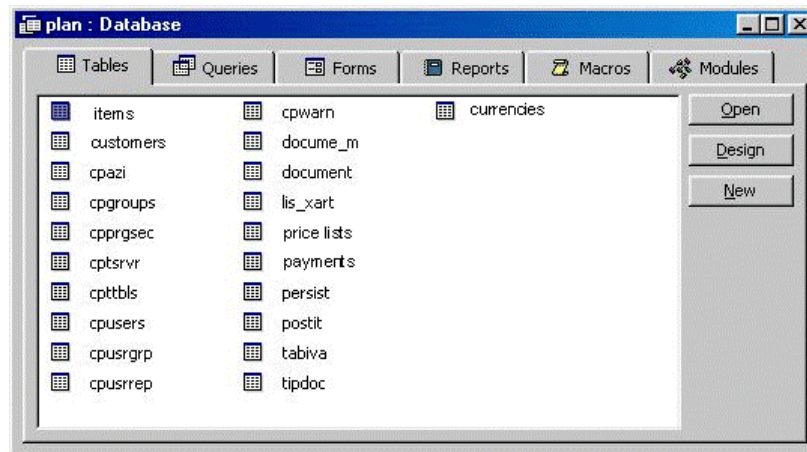 plan : Database
Tables Queries Forms Reports Macros Modules
items cpwarn currencies Open
customers docume_m Design
cpazi document New
cpgroups lis_xart
cpprgsec price lists
cptsrvr payments
cpttbls persist
cpusers postit
cpusrgrp tabiva
cpusrrep tipdoc